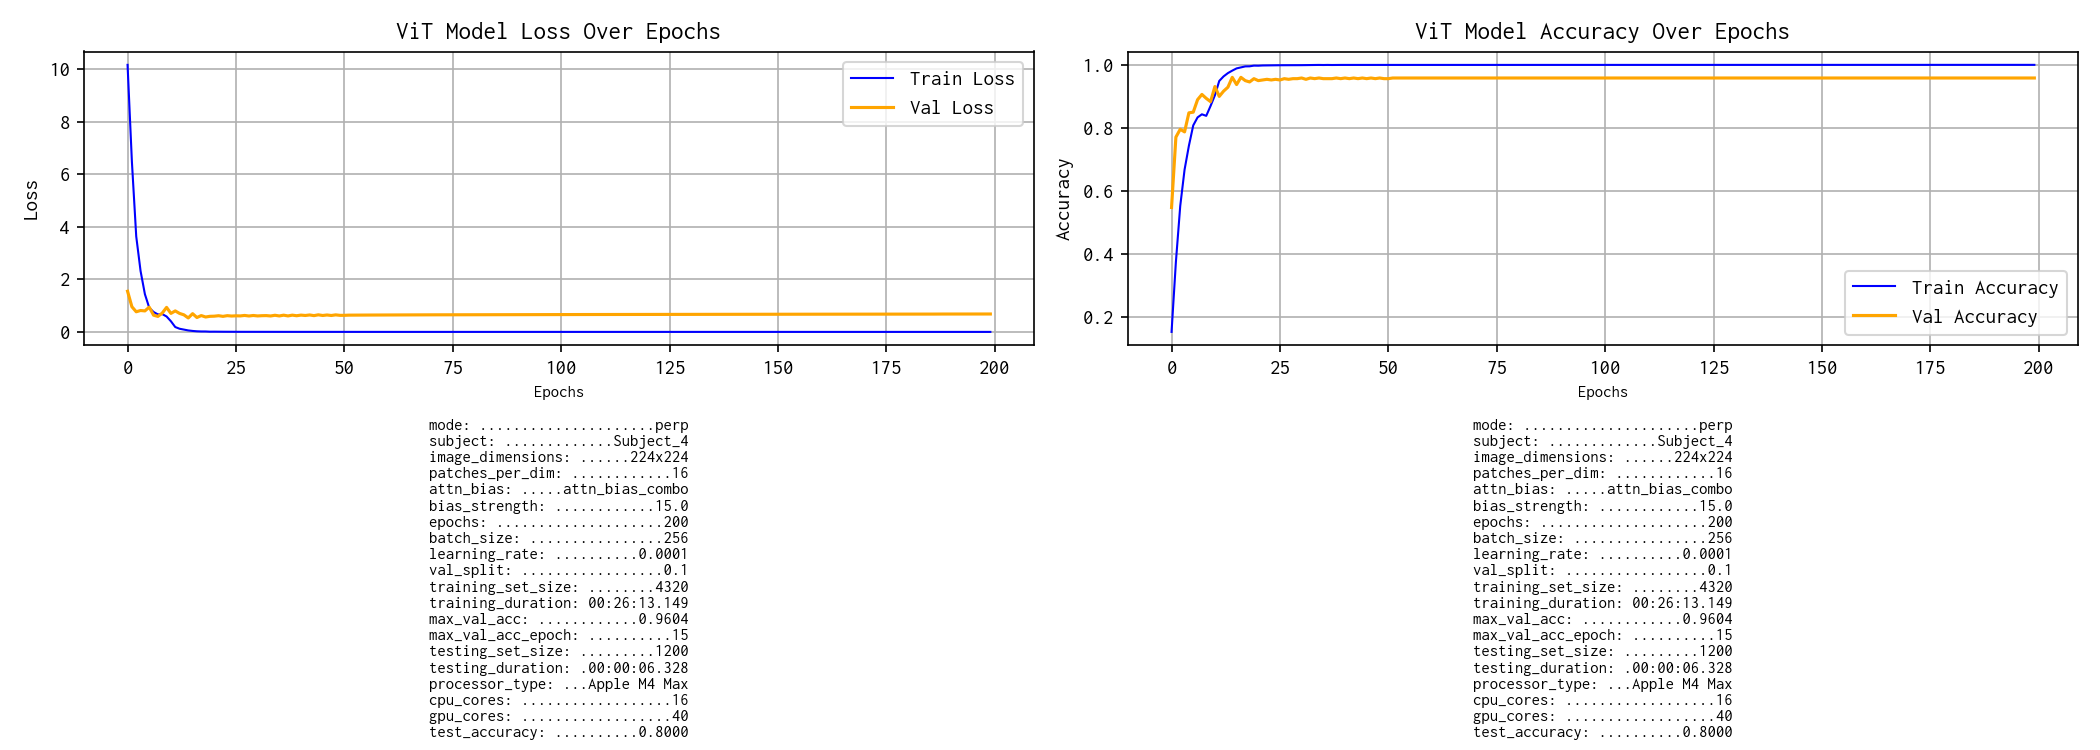 ViT Model Loss Over Epochs
10
8
6
4
2
0
Loss
Train Loss
Val Loss
0 25 50 75 100 125 150 175 200
Epochs
mode: .....................perp
subject: .............Subject_4
image_dimensions: ......224x224
patches_per_dim: ............16
attn_bias: .....attn_bias_combo
bias_strength: ............15.0
epochs: ....................200
batch_size: ................256
learning_rate: ..........0.0001
val_split: .................0.1
training_set_size: ........4320
training_duration: 00:26:13.149
max_val_acc: ............0.9604
max_val_acc_epoch: ..........15
testing_set_size: .........1200
testing_duration: .00:00:06.328
processor_type: ...Apple M4 Max
cpu_cores: ..................16
gpu_cores: ..................40
test_accuracy: ..........0.8000
ViT Model Accuracy Over Epochs
1.0
0.8
0.6
0.4
0.2
Accuracy
Train Accuracy
Val Accuracy
0 25 50 75 100 125 150 175 200
Epochs
mode: .....................perp
subject: .............Subject_4
image_dimensions: ......224x224
patches_per_dim: ............16
attn_bias: .....attn_bias_combo
bias_strength: ............15.0
epochs: ....................200
batch_size: ................256
learning_rate: ..........0.0001
val_split: .................0.1
training_set_size: ........4320
training_duration: 00:26:13.149
max_val_acc: ............0.9604
max_val_acc_epoch: ..........15
testing_set_size: .........1200
testing_duration: .00:00:06.328
processor_type: ...Apple M4 Max
cpu_cores: ..................16
gpu_cores: ..................40
test_accuracy: ..........0.8000